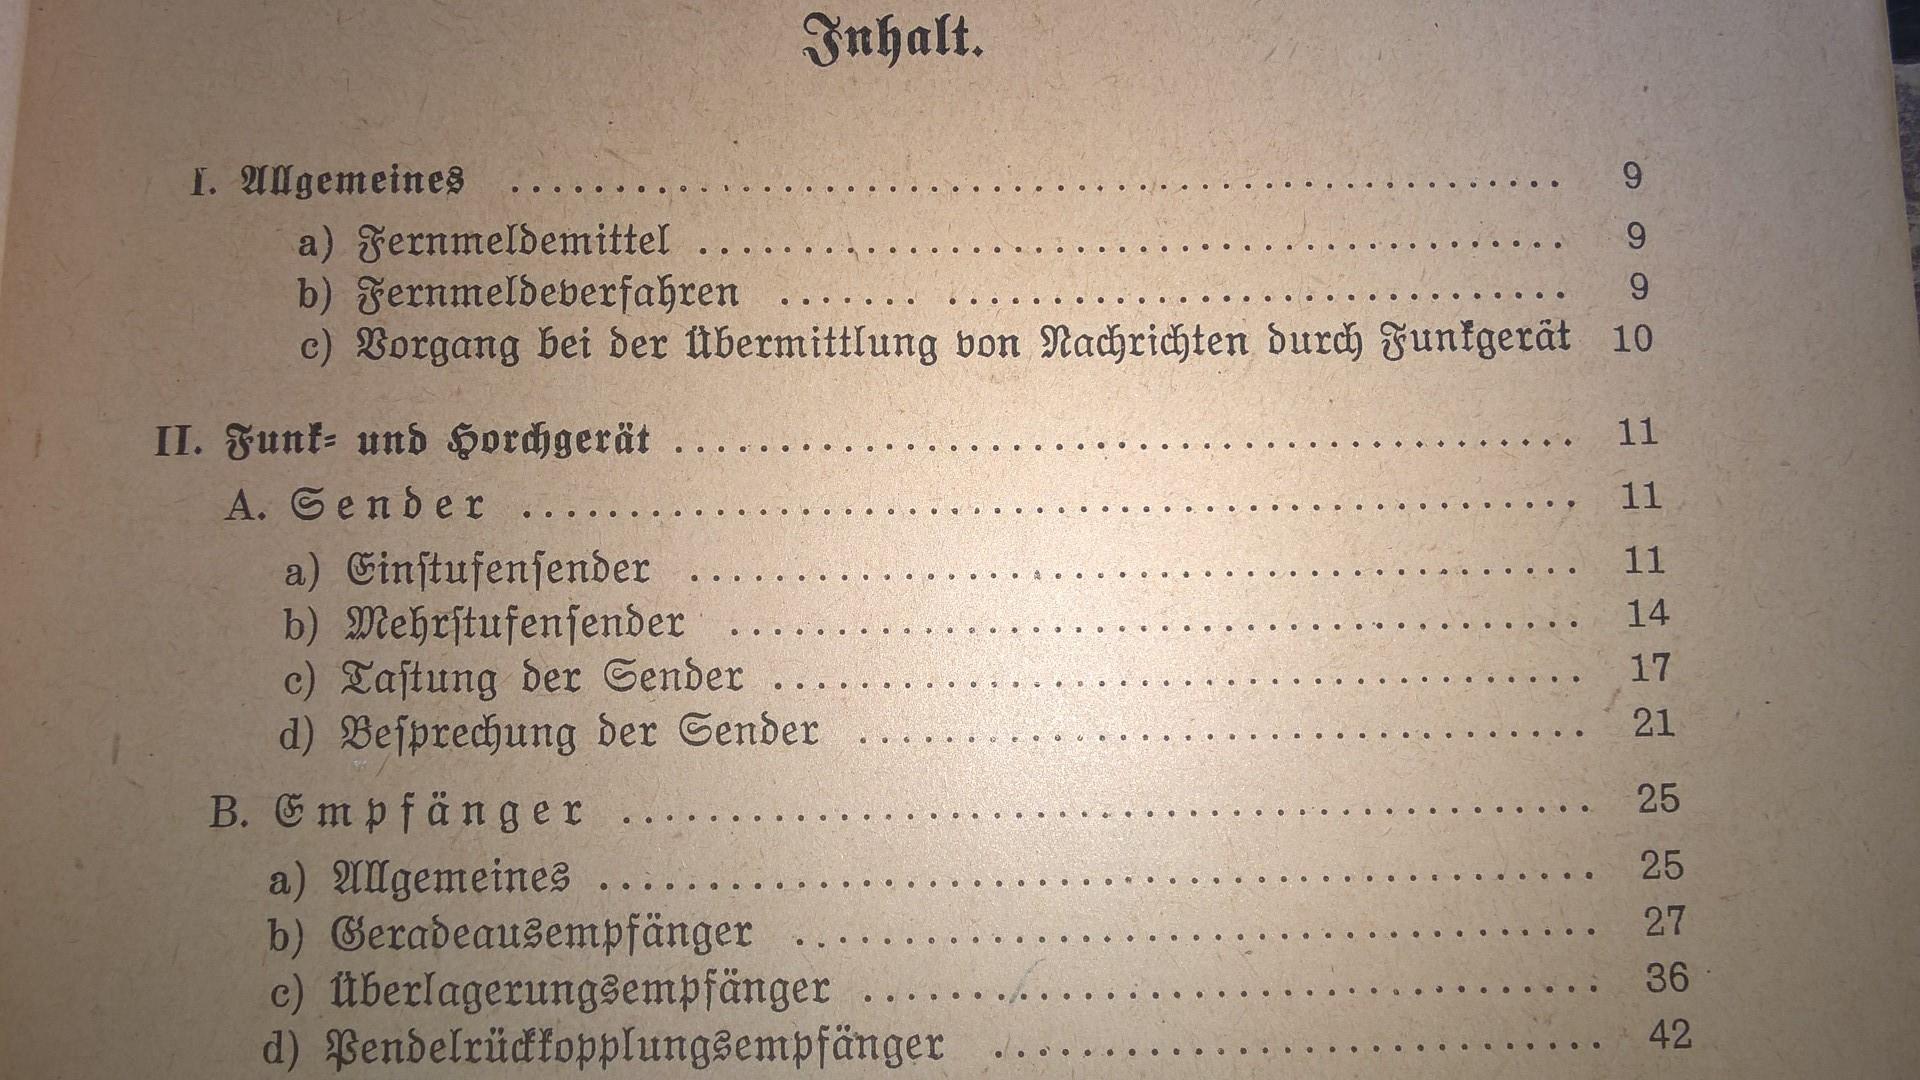 Inhalt.
I. Allgemeines ........................................ 9
a) Fernmeldemittel ........................................ 9
b) Fernmeldeverfahren ....... ........................ 9
c) Vorgang bei der Übermittlung von Nachrichten durch Funkgerät 10
II. Funk- und Horchgerät ........................................ 11
A. Sender ........................................ 11
a) Einſtufenſender ........................................ 11
b) Mehrſtufenſender ........................................ 14
c) Taſtung der Sender ........................................ 17
d) Beſprechung der Sender ........................................ 21
B. Empfänger ........................................ 25
a) Allgemeines ........................................ 25
b) Geradeausempfänger ........................................ 27
c) Überlagerungsempfänger ........................................ 36
d) Pendelrückkopplungsempfänger ........................................ 42